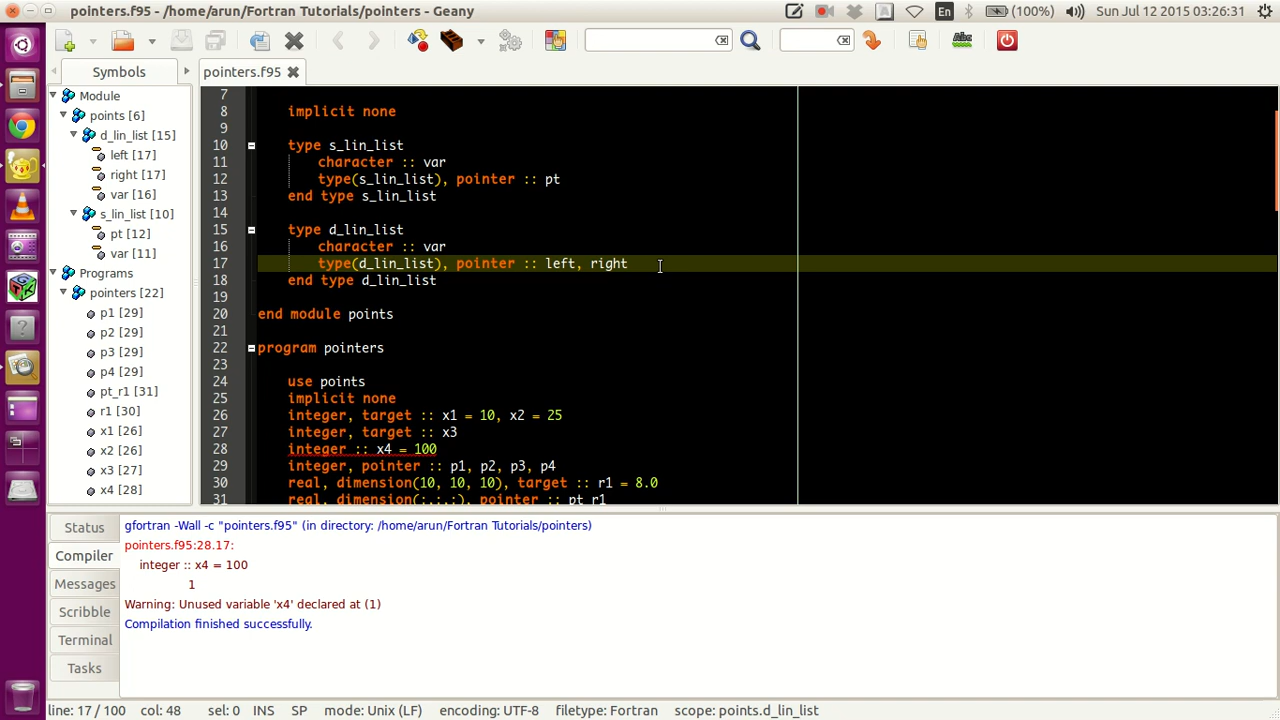 pointers.f95 - /home/arun/Fortran Tutorials/pointers - Geany
En
(100%)
Sun Jul 12 2015 03:26:31
Symbols
pointers.f95
Module
points [6]
d_lin_list [15]
left [17]
right [17]
var [16]
s_lin_list [10]
pt [12]
var [11]
Programs
pointers [22]
p1 [29]
p2 [29]
p3 [29]
p4 [29]
pt_r1 [31]
r1 [30]
x1 [26]
x2 [26]
x3 [27]
x4 [28]
7
8 implicit none
9
10 type s_lin_list
11 character :: var
12 type(s_lin_list), pointer :: pt
13 end type s_lin_list
14
15 type d_lin_list
16 character :: var
17 type(d_lin_list), pointer :: left, right
18 end type d_lin_list
19
20 end module points
21
22 program pointers
23
24 use points
25 implicit none
26 integer, target :: x1 = 10, x2 = 25
27 integer, target :: x3
28 integer :: x4 = 100
29 integer, pointer :: p1, p2, p3, p4
30 real, dimension(10, 10, 10), target :: r1 = 8.0
31 real, dimension(:,:,:), pointer :: pt_r1
Status
Compiler
Messages
Scribble
Terminal
Tasks
gfortran -Wall -c "pointers.f95" (in directory: /home/arun/Fortran Tutorials/pointers)
pointers.f95:28.17:
integer :: x4 = 100
1
Warning: Unused variable 'x4' declared at (1)
Compilation finished successfully.
line: 17 / 100 col: 48 sel: 0 INS SP mode: Unix (LF) encoding: UTF-8 filetype: Fortran scope: points.d_lin_list